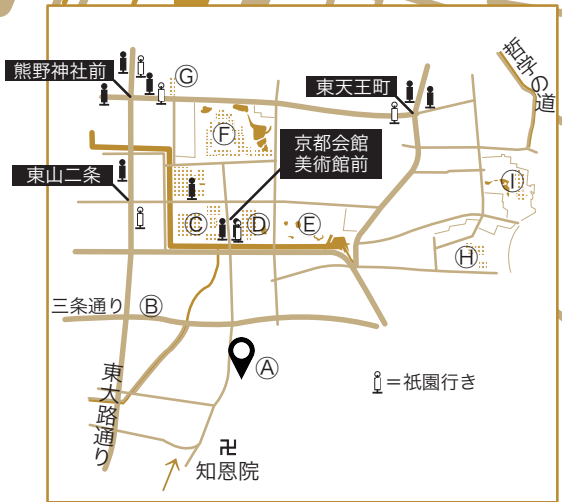 熊野神社前
Ⓖ
東天王町
哲学の道
Ⓕ
京都会館
美術館前
東山二条
Ⓘ
Ⓒ
Ⓓ
Ⓔ
Ⓗ
三条通り
Ⓑ
Ⓐ
=祇園行き
東大路通り
卍
知恩院